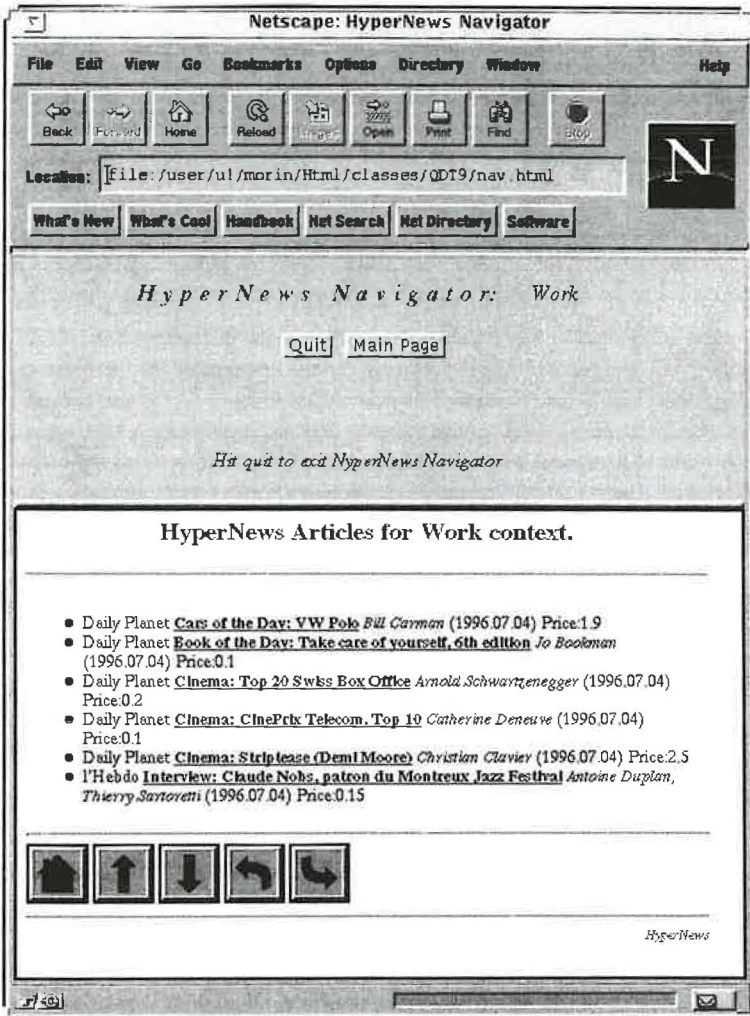 Netscape: HyperNews Navigator
File Edit View Go Bookmarks Options Directory Window Help
Back Forward Home Reload Images Open Print Find Stop
N
Location: file:/user/u1/morin/Html/classes/QDT9/nav.html
What's New What's Cool Handbook Net Search Net Directory Software
HyperNews Navigator: Work
Quit Main Page
Hit quit to exit NyperNews Navigator
HyperNews Articles for Work context.
Daily Planet Cars of the Day: VW Polo Bill Carman (1996.07.04) Price:1.9
Daily Planet Book of the Day: Take care of yourself, 6th edition Jo Bookman
(1996.07.04) Price:0.1
Daily Planet Cinema: Top 20 Swiss Box Office Arnold Schwartzenegger (1996.07.04)
Price:0.2
Daily Planet Cinema: CinePrix Telecom, Top 10 Catherine Deneuve (1996.07.04)
Price:0.1
Daily Planet Cinema: Striptease (Demi Moore) Christian Clavier (1996.07.04) Price:2.5
l'Hebdo Interview: Claude Nobs, patron du Montreux Jazz Festival Antoine Duplan,
Thierry Sartoretti (1996.07.04) Price:0.15
HyperNews